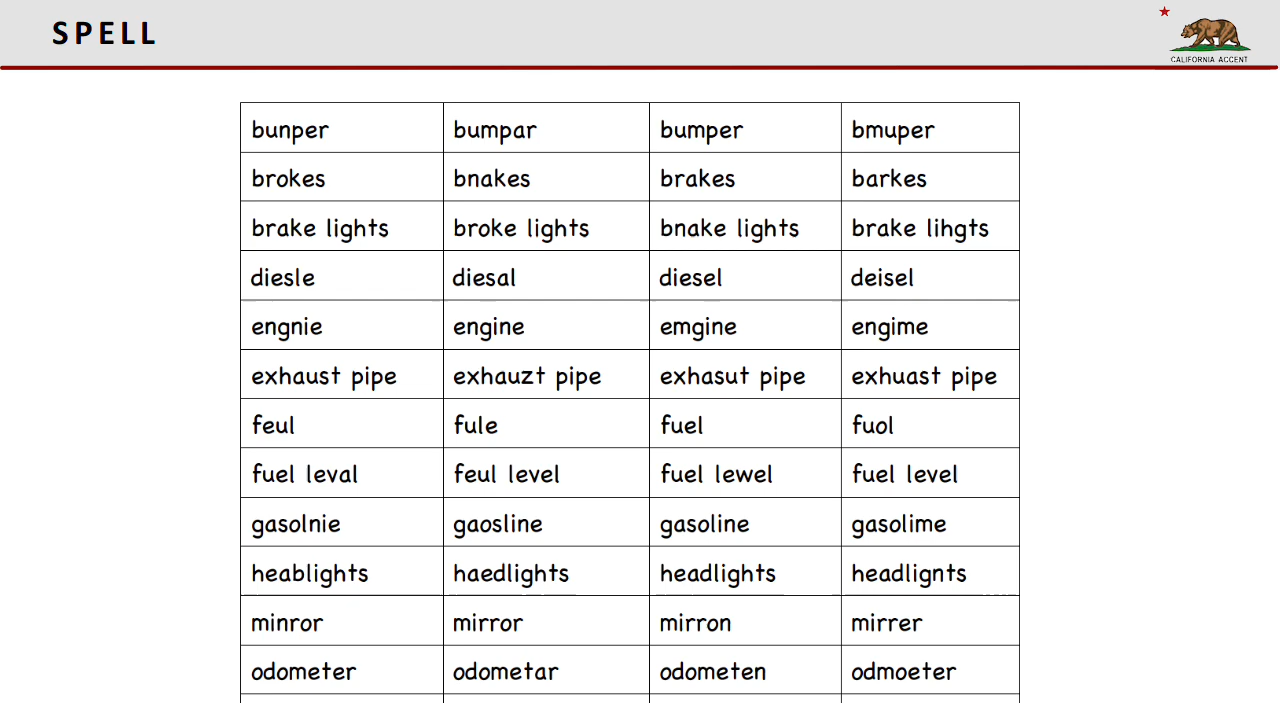 SPELL
CALIFORNIA ACCENT
bunper bumpar bumper bmuper
brokes bnakes brakes barkes
brake lights broke lights bnake lights brake lihgts
diesle diesal diesel deisel
engnie engine emgine engime
exhaust pipe exhauzt pipe exhasut pipe exhuast pipe
feul fule fuel fuol
fuel leval feul level fuel lewel fuel level
gasolnie gaosline gasoline gasolime
heablights haedlights headlights headlignts
minror mirror mirron mirrer
odometer odometar odometen odmoeter